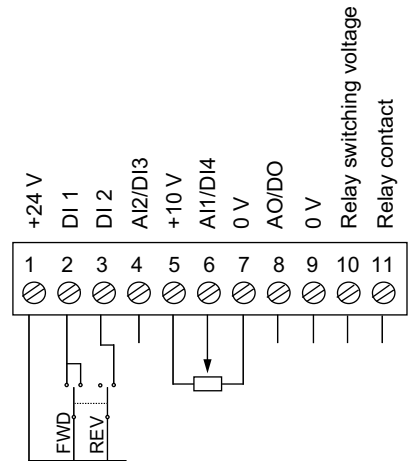 +24 V
DI 1
DI 2
AI2/DI3
+10 V
AI1/DI4
0 V
AO/DO
0 V
Relay switching voltage
Relay contact
1 2 3 4 5 6 7 8 9 10 11
FWD
REV